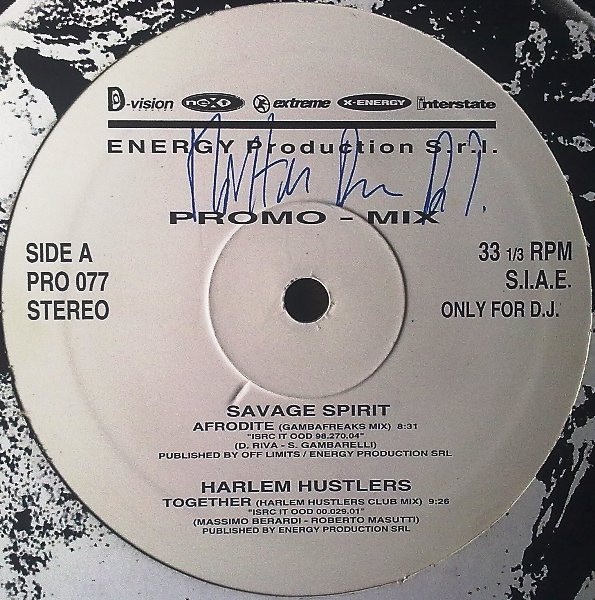 D-vision next extreme X-ENERGY interstate
ENERGY Production S.r.l.
PROMO - MIX
SIDE A
PRO 077
STEREO
33 1/3 RPM
S.I.A.E.
ONLY FOR D.J.
SAVAGE SPIRIT
AFRODITE (GAMBAFREAKS MIX) 8:31
"ISRC IT OOD 98.270.04"
(D. RIVA - S. GAMBARELLI)
PUBLISHED BY OFF LIMITS / ENERGY PRODUCTION SRL
HARLEM HUSTLERS
TOGETHER (HARLEM HUSTLERS CLUB MIX) 9:26
"ISRC IT OOD 00.029.01"
(MASSIMO BERARDI - ROBERTO MASUTTI)
PUBLISHED BY ENERGY PRODUCTION SRL